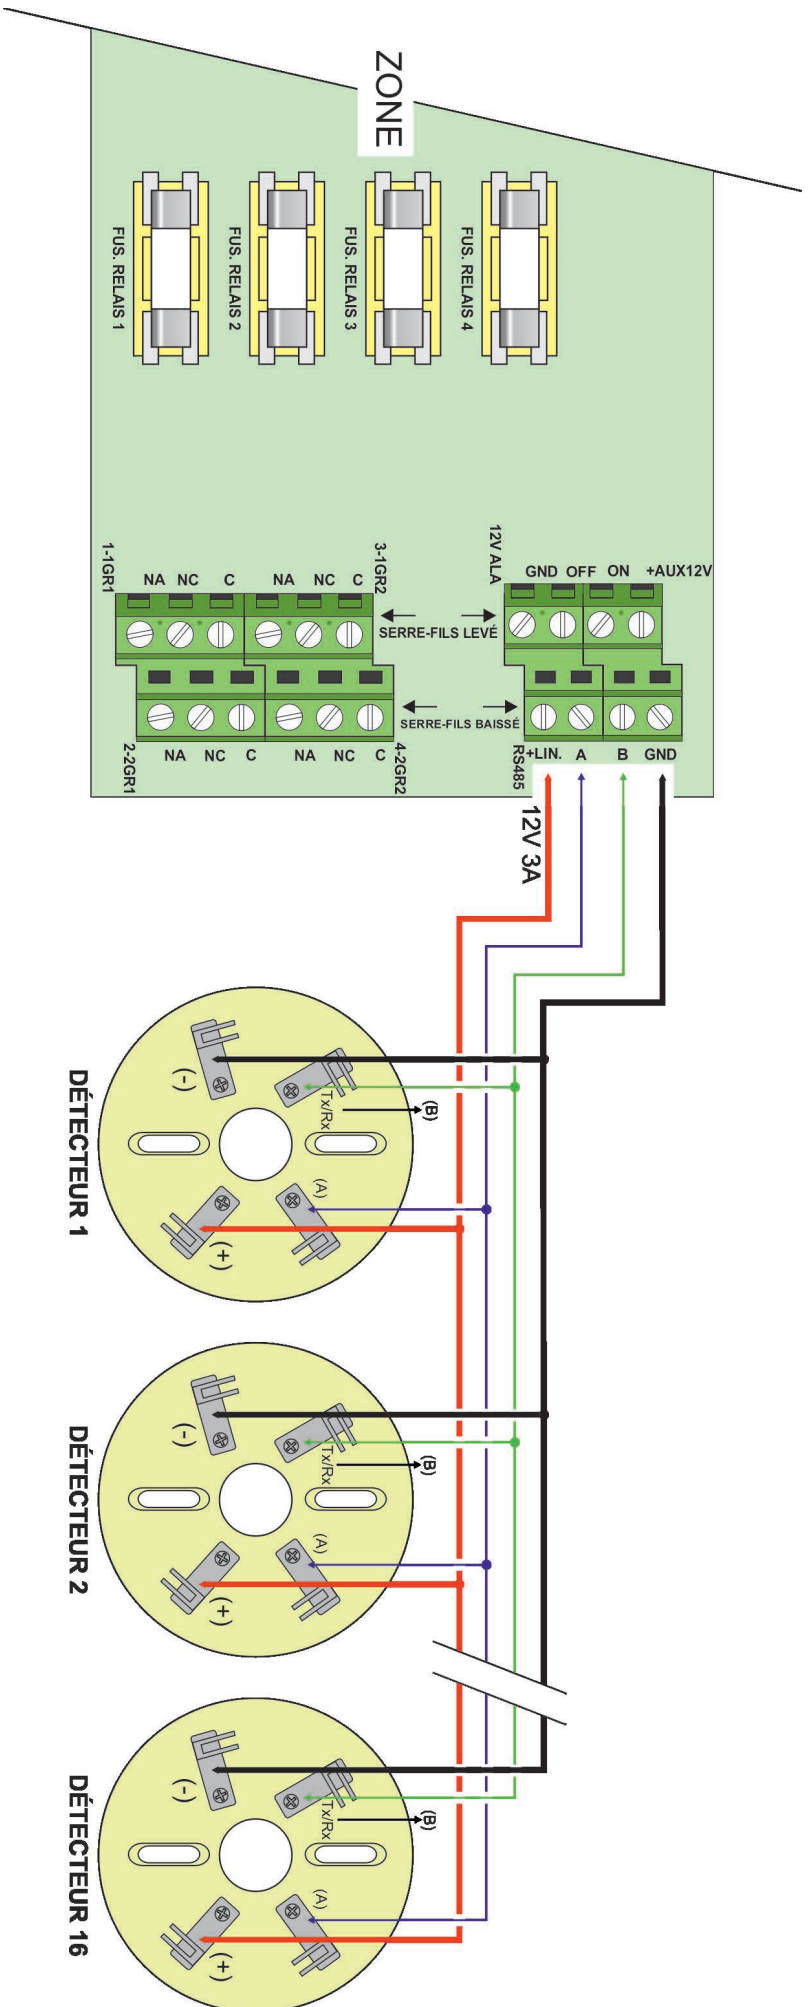 ZONE
FUS. RELAIS 1
FUS. RELAIS 2
FUS. RELAIS 3
FUS. RELAIS 4
1-1GR1
NA NC C
NA NC C
3-1GR2
12V ALA
GND OFF ON +AUX12V
SERRE-FILS LEVÉ
SERRE-FILS BAISSÉ
2-2GR1
NA NC C
NA NC C
4-2GR2
RS485
+LIN. A B GND
12V 3A
(-)
Tx/Rx
(B)
(A)
(+)
DÉTECTEUR 1
(-)
Tx/Rx
(B)
(A)
(+)
DÉTECTEUR 2
(-)
Tx/Rx
(B)
(A)
(+)
DÉTECTEUR 16